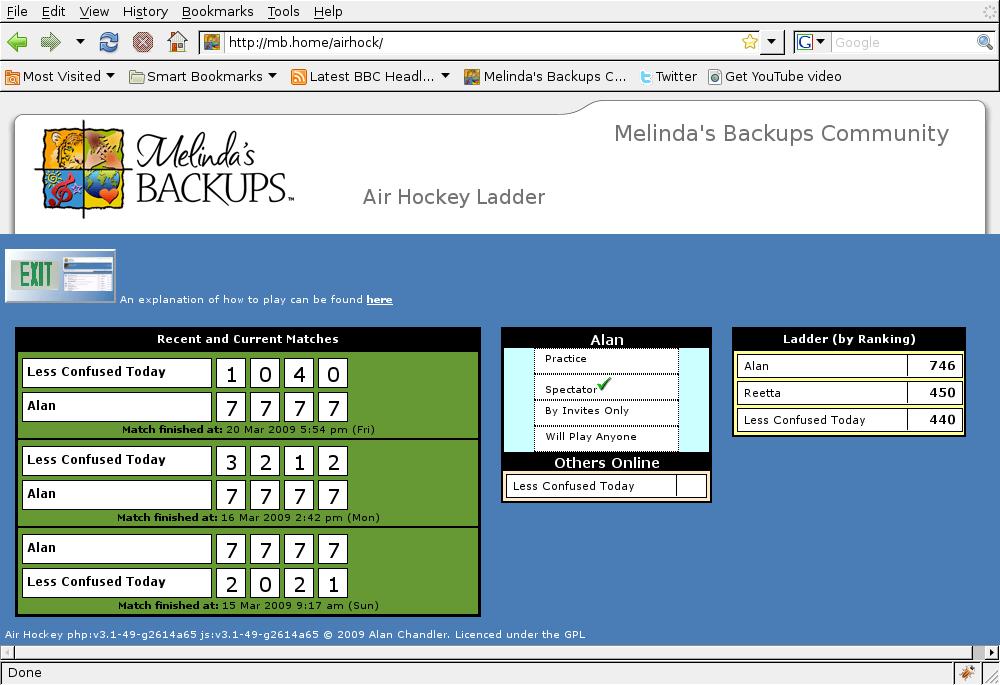 File Edit View History Bookmarks Tools Help
http://mb.home/airhock/
G Google
Most Visited Smart Bookmarks Latest BBC Headl... Melinda's Backups C... Twitter Get YouTube video
Melinda's Backups Community
Melinda's
BACKUPS™
Air Hockey Ladder
EXIT
An explanation of how to play can be found here
Recent and Current Matches
Less Confused Today 1 0 4 0
Alan 7 7 7 7
Match finished at: 20 Mar 2009 5:54 pm (Fri)
Less Confused Today 3 2 1 2
Alan 7 7 7 7
Match finished at: 16 Mar 2009 2:42 pm (Mon)
Alan 7 7 7 7
Less Confused Today 2 0 2 1
Match finished at: 15 Mar 2009 9:17 am (Sun)
Alan
Practice
Spectator
By Invites Only
Will Play Anyone
Others Online
Less Confused Today
Ladder (by Ranking)
Alan 746
Reetta 450
Less Confused Today 440
Air Hockey php:v3.1-49-g2614a65 js:v3.1-49-g2614a65 © 2009 Alan Chandler. Licenced under the GPL
Done